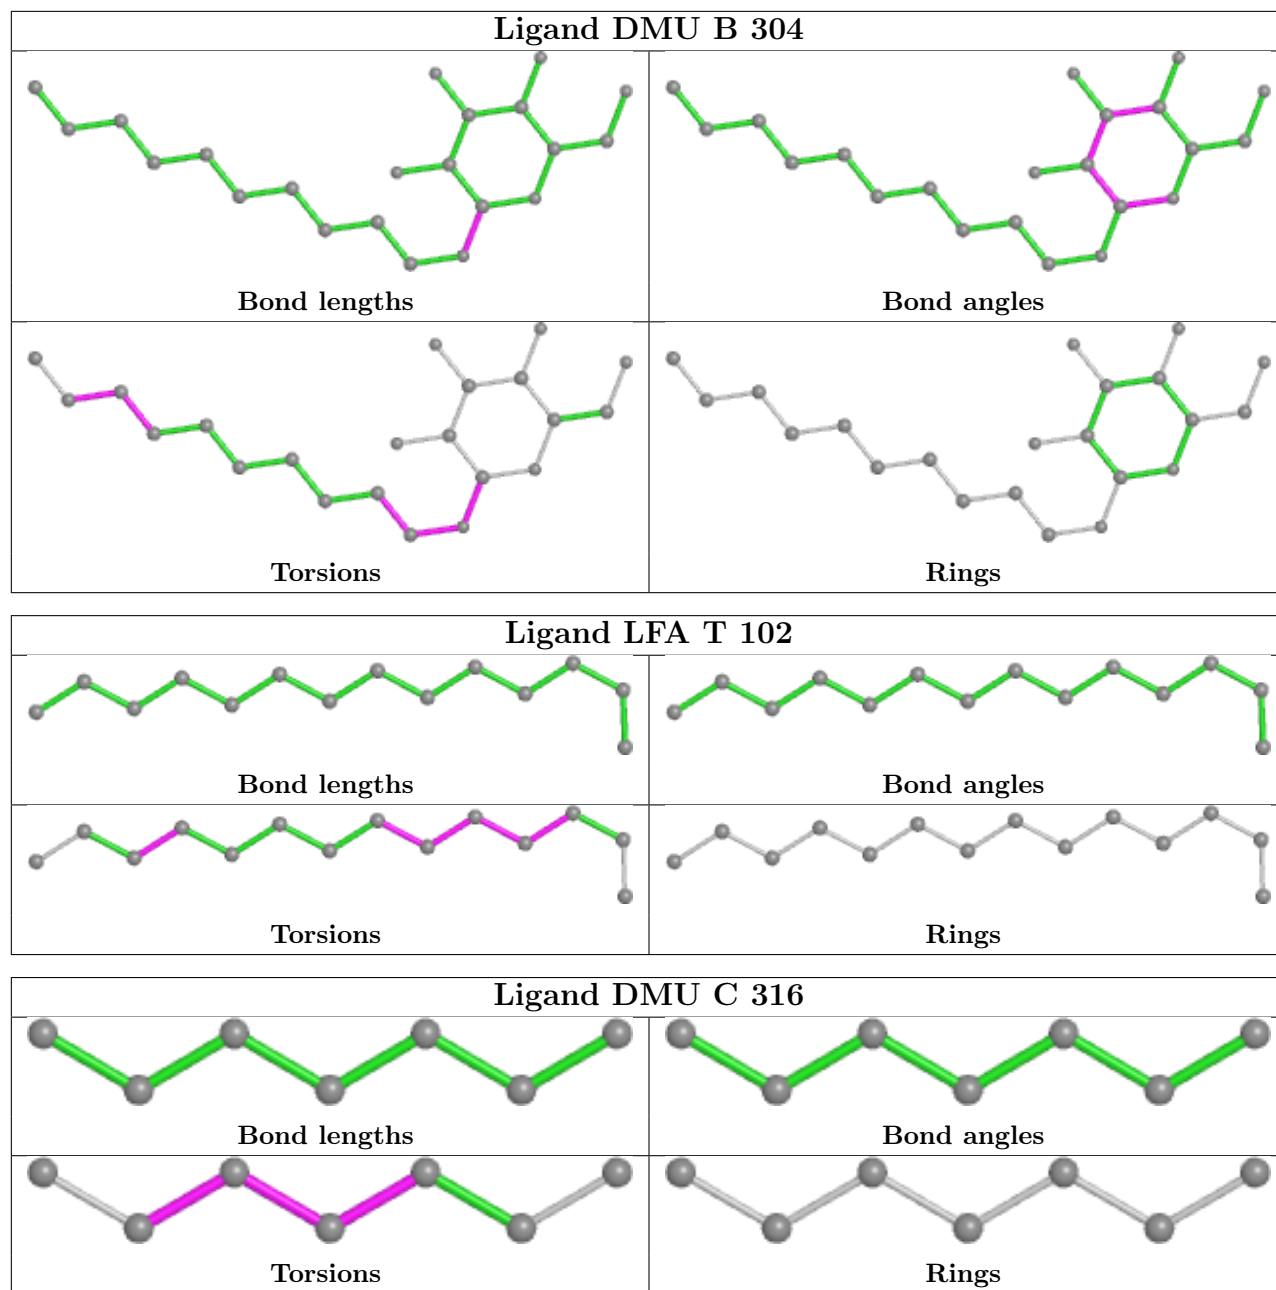 Ligand DMU B 304
Bond lengths
Bond angles
Torsions
Rings
Ligand LFA T 102
Bond lengths
Bond angles
Torsions
Rings
Ligand DMU C 316
Bond lengths
Bond angles
Torsions
Rings